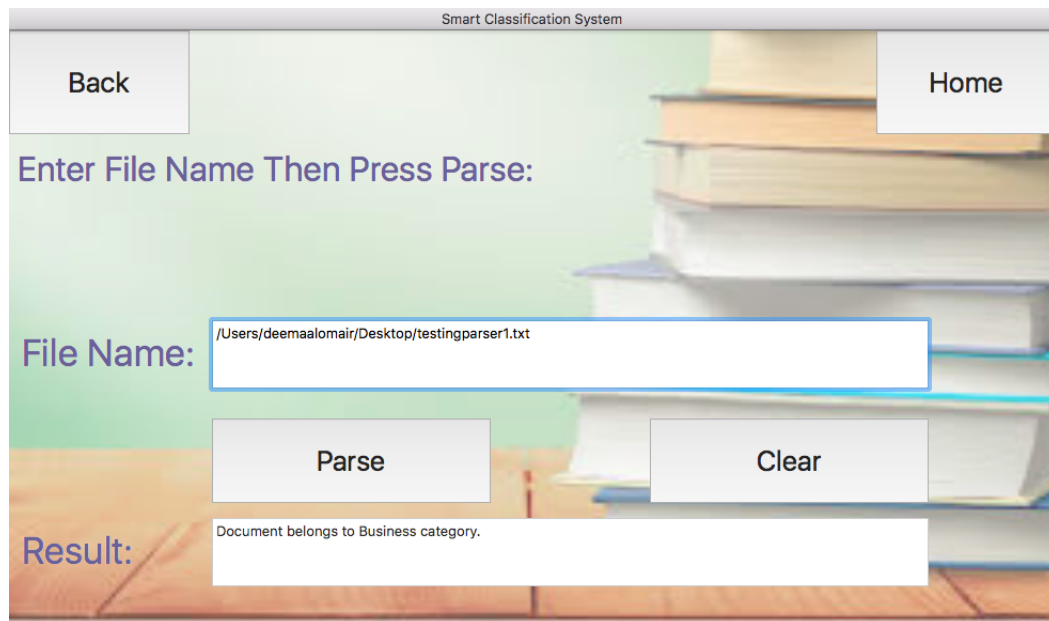 Smart Classification System
Back
Home
Enter File Name Then Press Parse:
File Name:
/Users/deemaalomair/Desktop/testingparser1.txt
Parse
Clear
Result:
Document belongs to Business category.